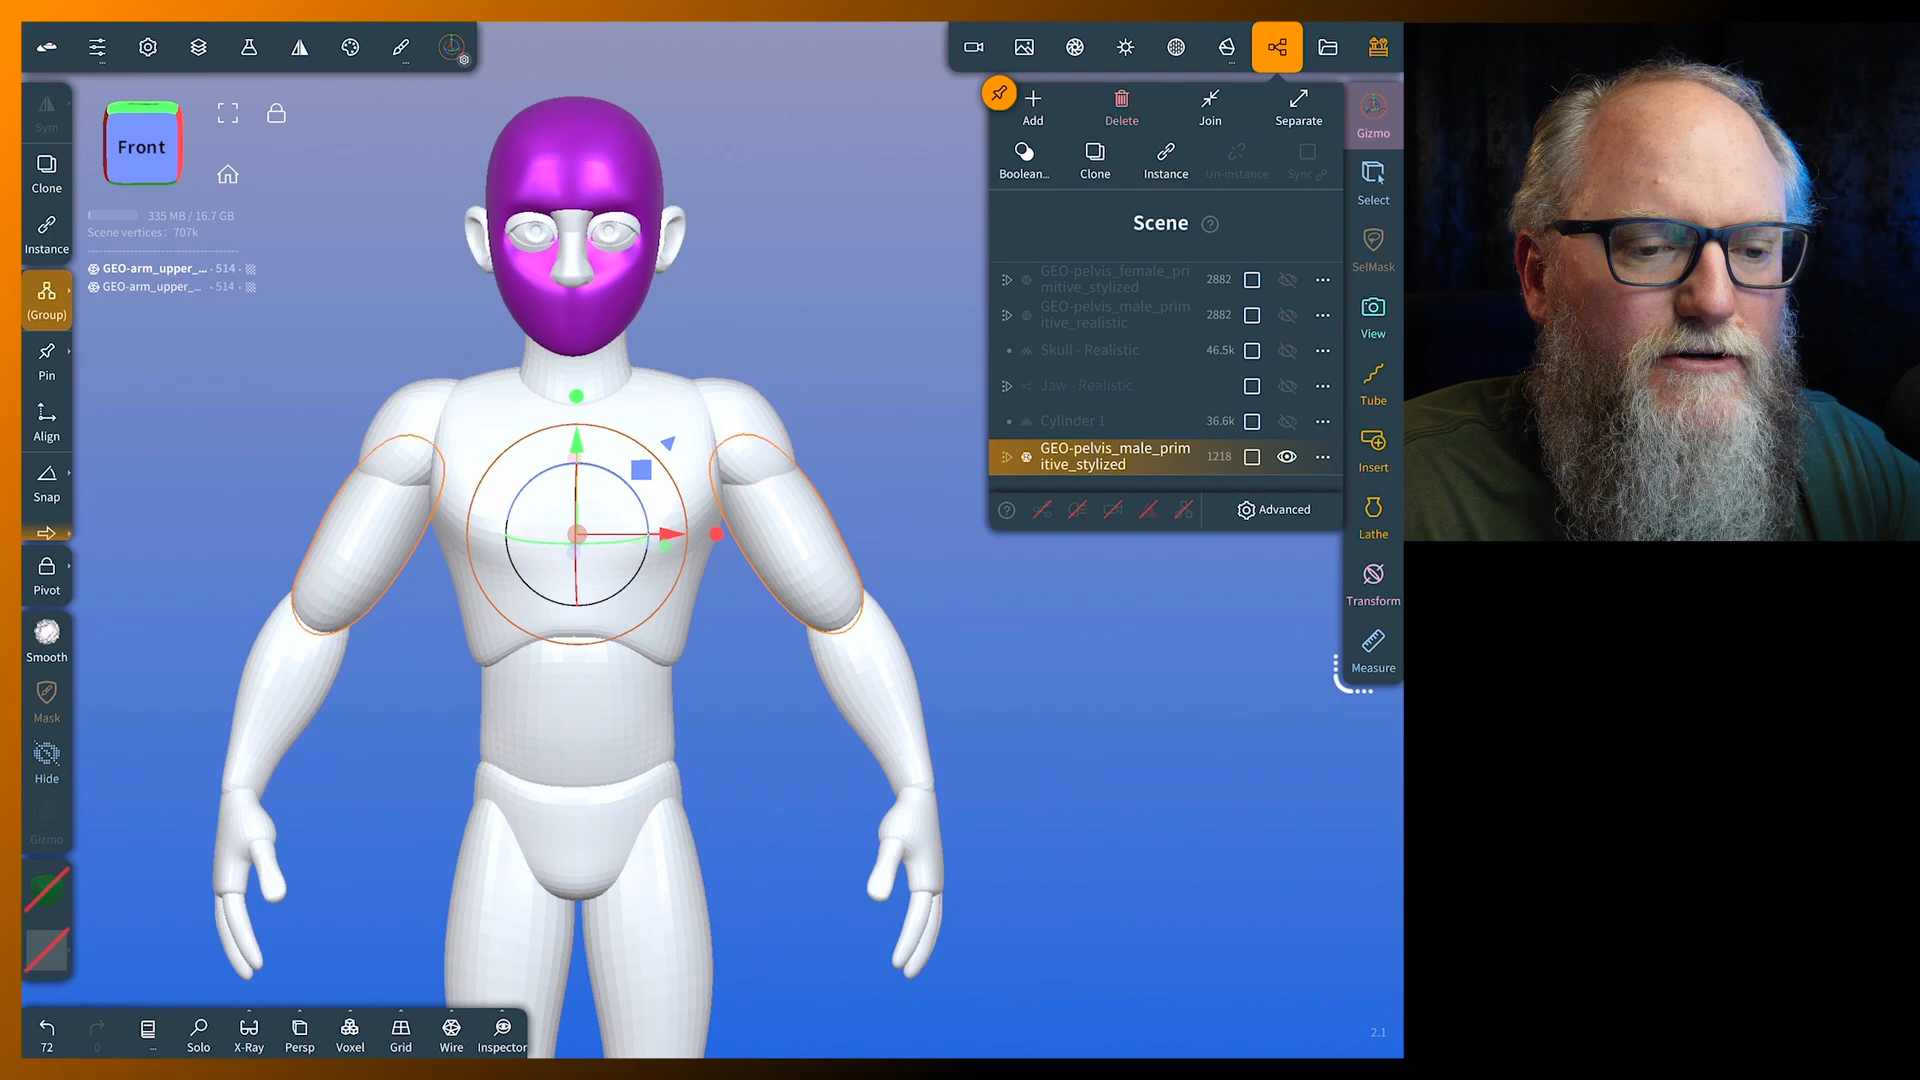 Front
335 MB / 16.7 GB
Scene vertices: 707k
GEO-arm_upper_... • 514 •
GEO-arm_upper_... • 514 •
Sym
Clone
Instance
(Group)
Pin
Align
Snap
Pivot
Smooth
Mask
Hide
Gizmo
72
0
...
Solo
X-Ray
Persp
Voxel
Grid
Wire
Inspector
Add
Delete
Join
Separate
Boolean...
Clone
Instance
Un-instance
Sync
Scene
GEO-pelvis_female_pri
mitive_stylized
2882
GEO-pelvis_male_prim
itive_realistic
2882
Skull - Realistic
46.5k
Jaw - Realistic
Cylinder 1
36.6k
GEO-pelvis_male_prim
itive_stylized
1218
Advanced
Gizmo
Select
SelMask
View
Tube
Insert
Lathe
Transform
Measure
2.1